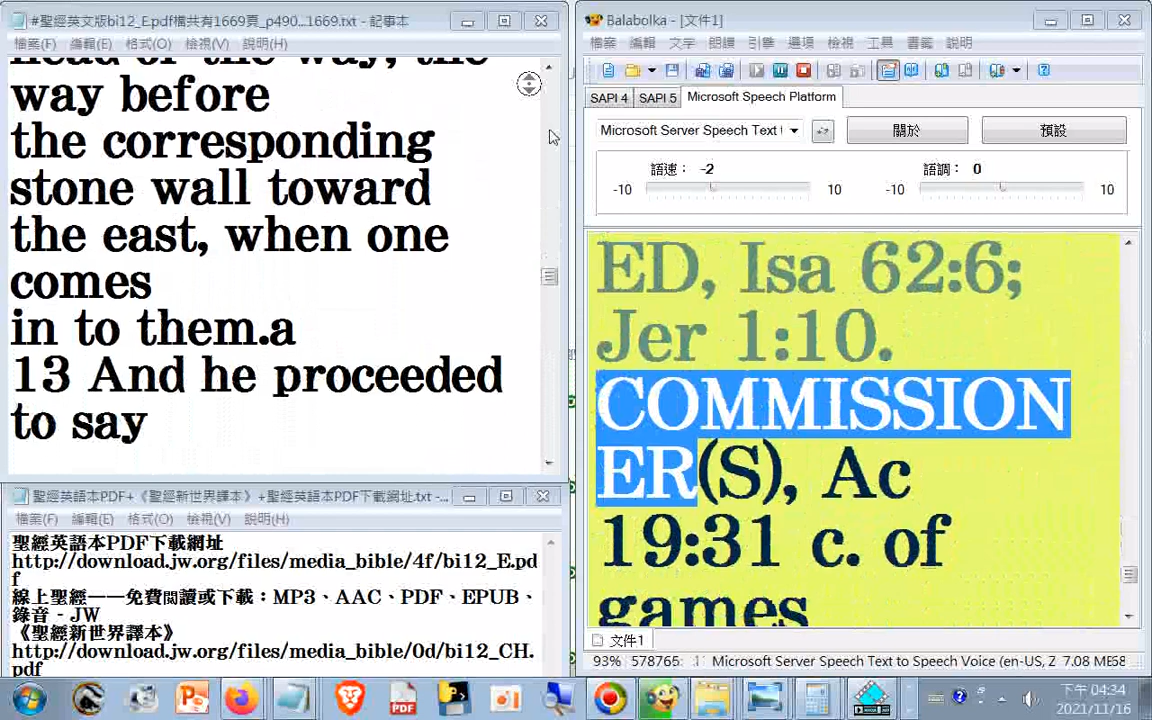 #聖經英文版bi12_E.pdf檔共有1669頁_p490...1669.txt - 記事本
檔案(F) 編輯(E) 格式(O) 檢視(V) 說明(H)
head of the way, the
way before
the corresponding
stone wall toward
the east, when one
comes
in to them.a
13 And he proceeded
to say
聖經英語本PDF+《聖經新世界譯本》+聖經英語本PDF下載網址.txt -...
檔案(F) 編輯(E) 格式(O) 檢視(V) 說明(H)
聖經英語本PDF下載網址
http://download.jw.org/files/media_bible/4f/bi12_E.pd
f
線上聖經——免費閱讀或下載：MP3、AAC、PDF、EPUB、
錄音 - JW
《聖經新世界譯本》
http://download.jw.org/files/media_bible/0d/bi12_CH.
pdf
Balabolka - [文件1]
檔案 編輯 文字 朗讀 引擎 選項 檢視 工具 書籤 說明
SAPI 4 SAPI 5 Microsoft Speech Platform
Microsoft Server Speech Text 關於 預設
語速： -2 語調： 0
-10 10 -10 10
ED, Isa 62:6;
Jer 1:10.
COMMISSION
ER(S), Ac
19:31 c. of
games
文件1
93% 578765: Microsoft Server Speech Text to Speech Voice (en-US, Z 7.08 ME
下午 04:34
2021/11/16